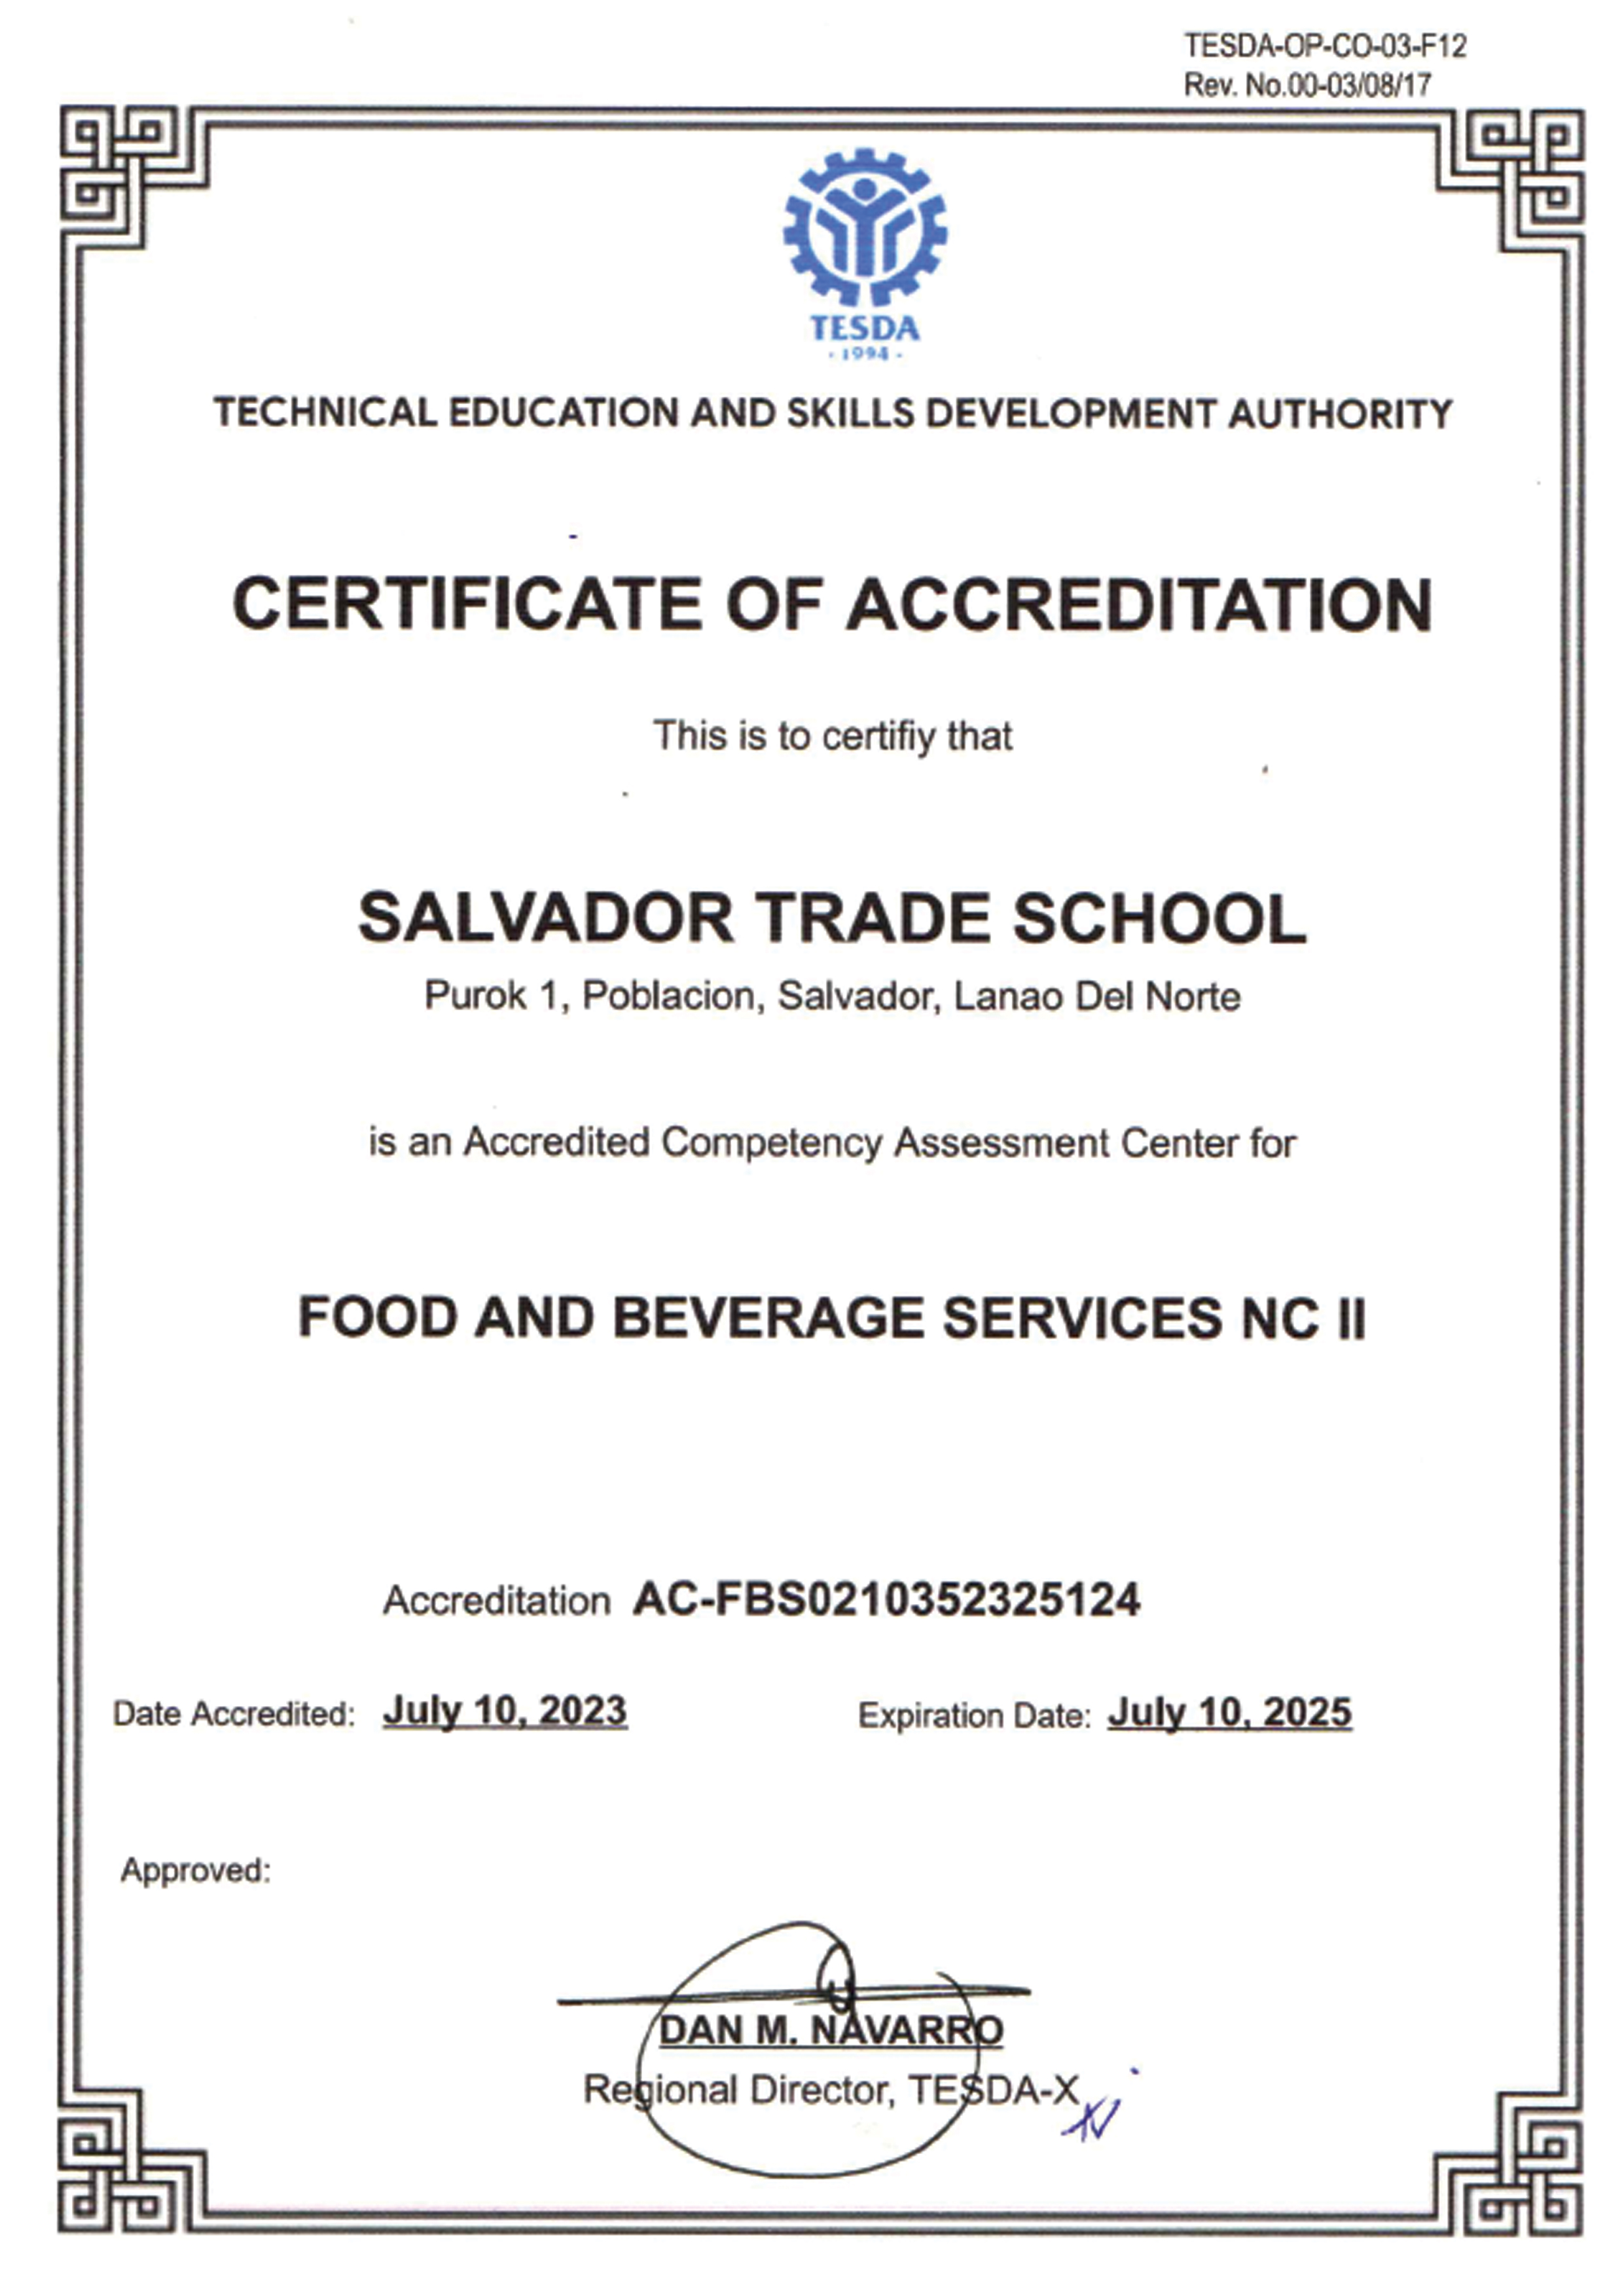 TESDA-OP-CO-03-F12
Rev. No.00-03/08/17
TESDA
- 1994 -
TECHNICAL EDUCATION AND SKILLS DEVELOPMENT AUTHORITY
CERTIFICATE OF ACCREDITATION
This is to certifiy that
SALVADOR TRADE SCHOOL
Purok 1, Poblacion, Salvador, Lanao Del Norte
is an Accredited Competency Assessment Center for
FOOD AND BEVERAGE SERVICES NC II
Accreditation AC-FBS0210352325124
Date Accredited: July 10, 2023 Expiration Date: July 10, 2025
Approved:
DAN M. NAVARRO
Regional Director, TESDA-X